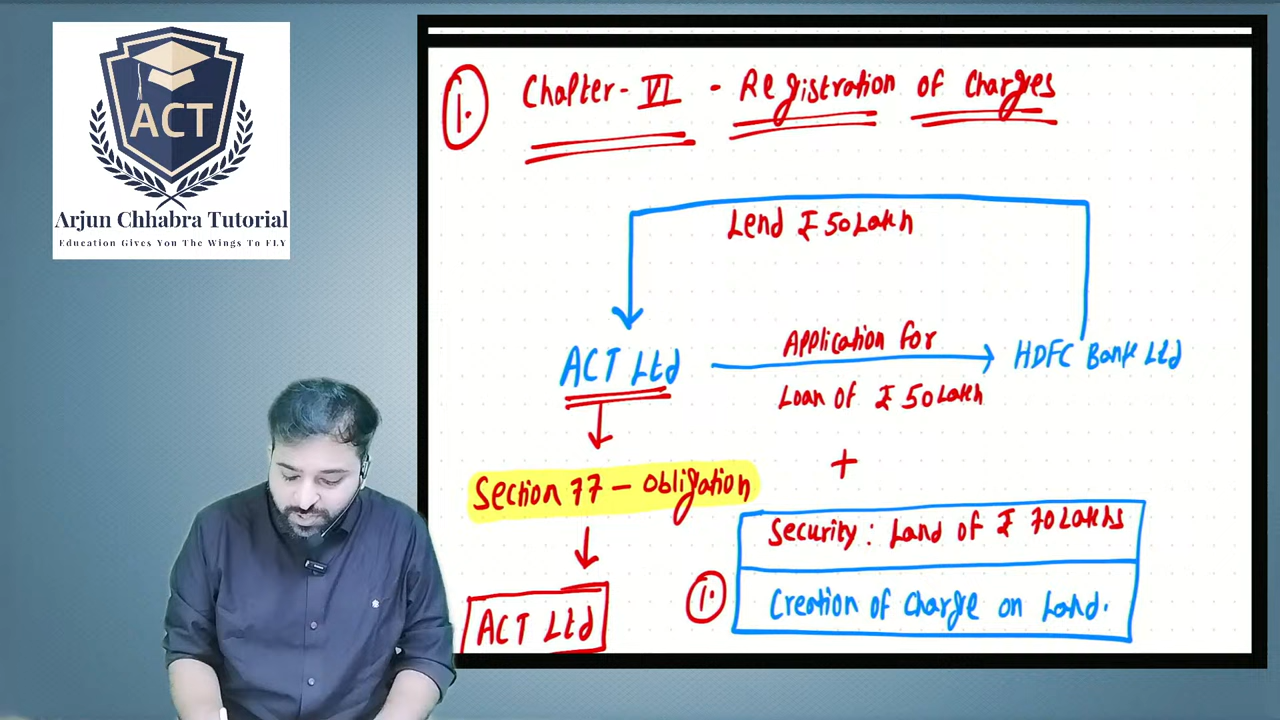 ACT
Arjun Chhabra Tutorial
Education Gives You The Wings To FLY
1. Chapter - VI - Registration of Charges
Lend ₹ 50 Lakh
ACT Ltd
Application for
Loan of ₹ 50 Lakh
HDFC Bank Ltd
+
Section 77 - Obligation
Security : Land of ₹ 70 Lakhs
1. Creation of Charge on Land.
ACT Ltd